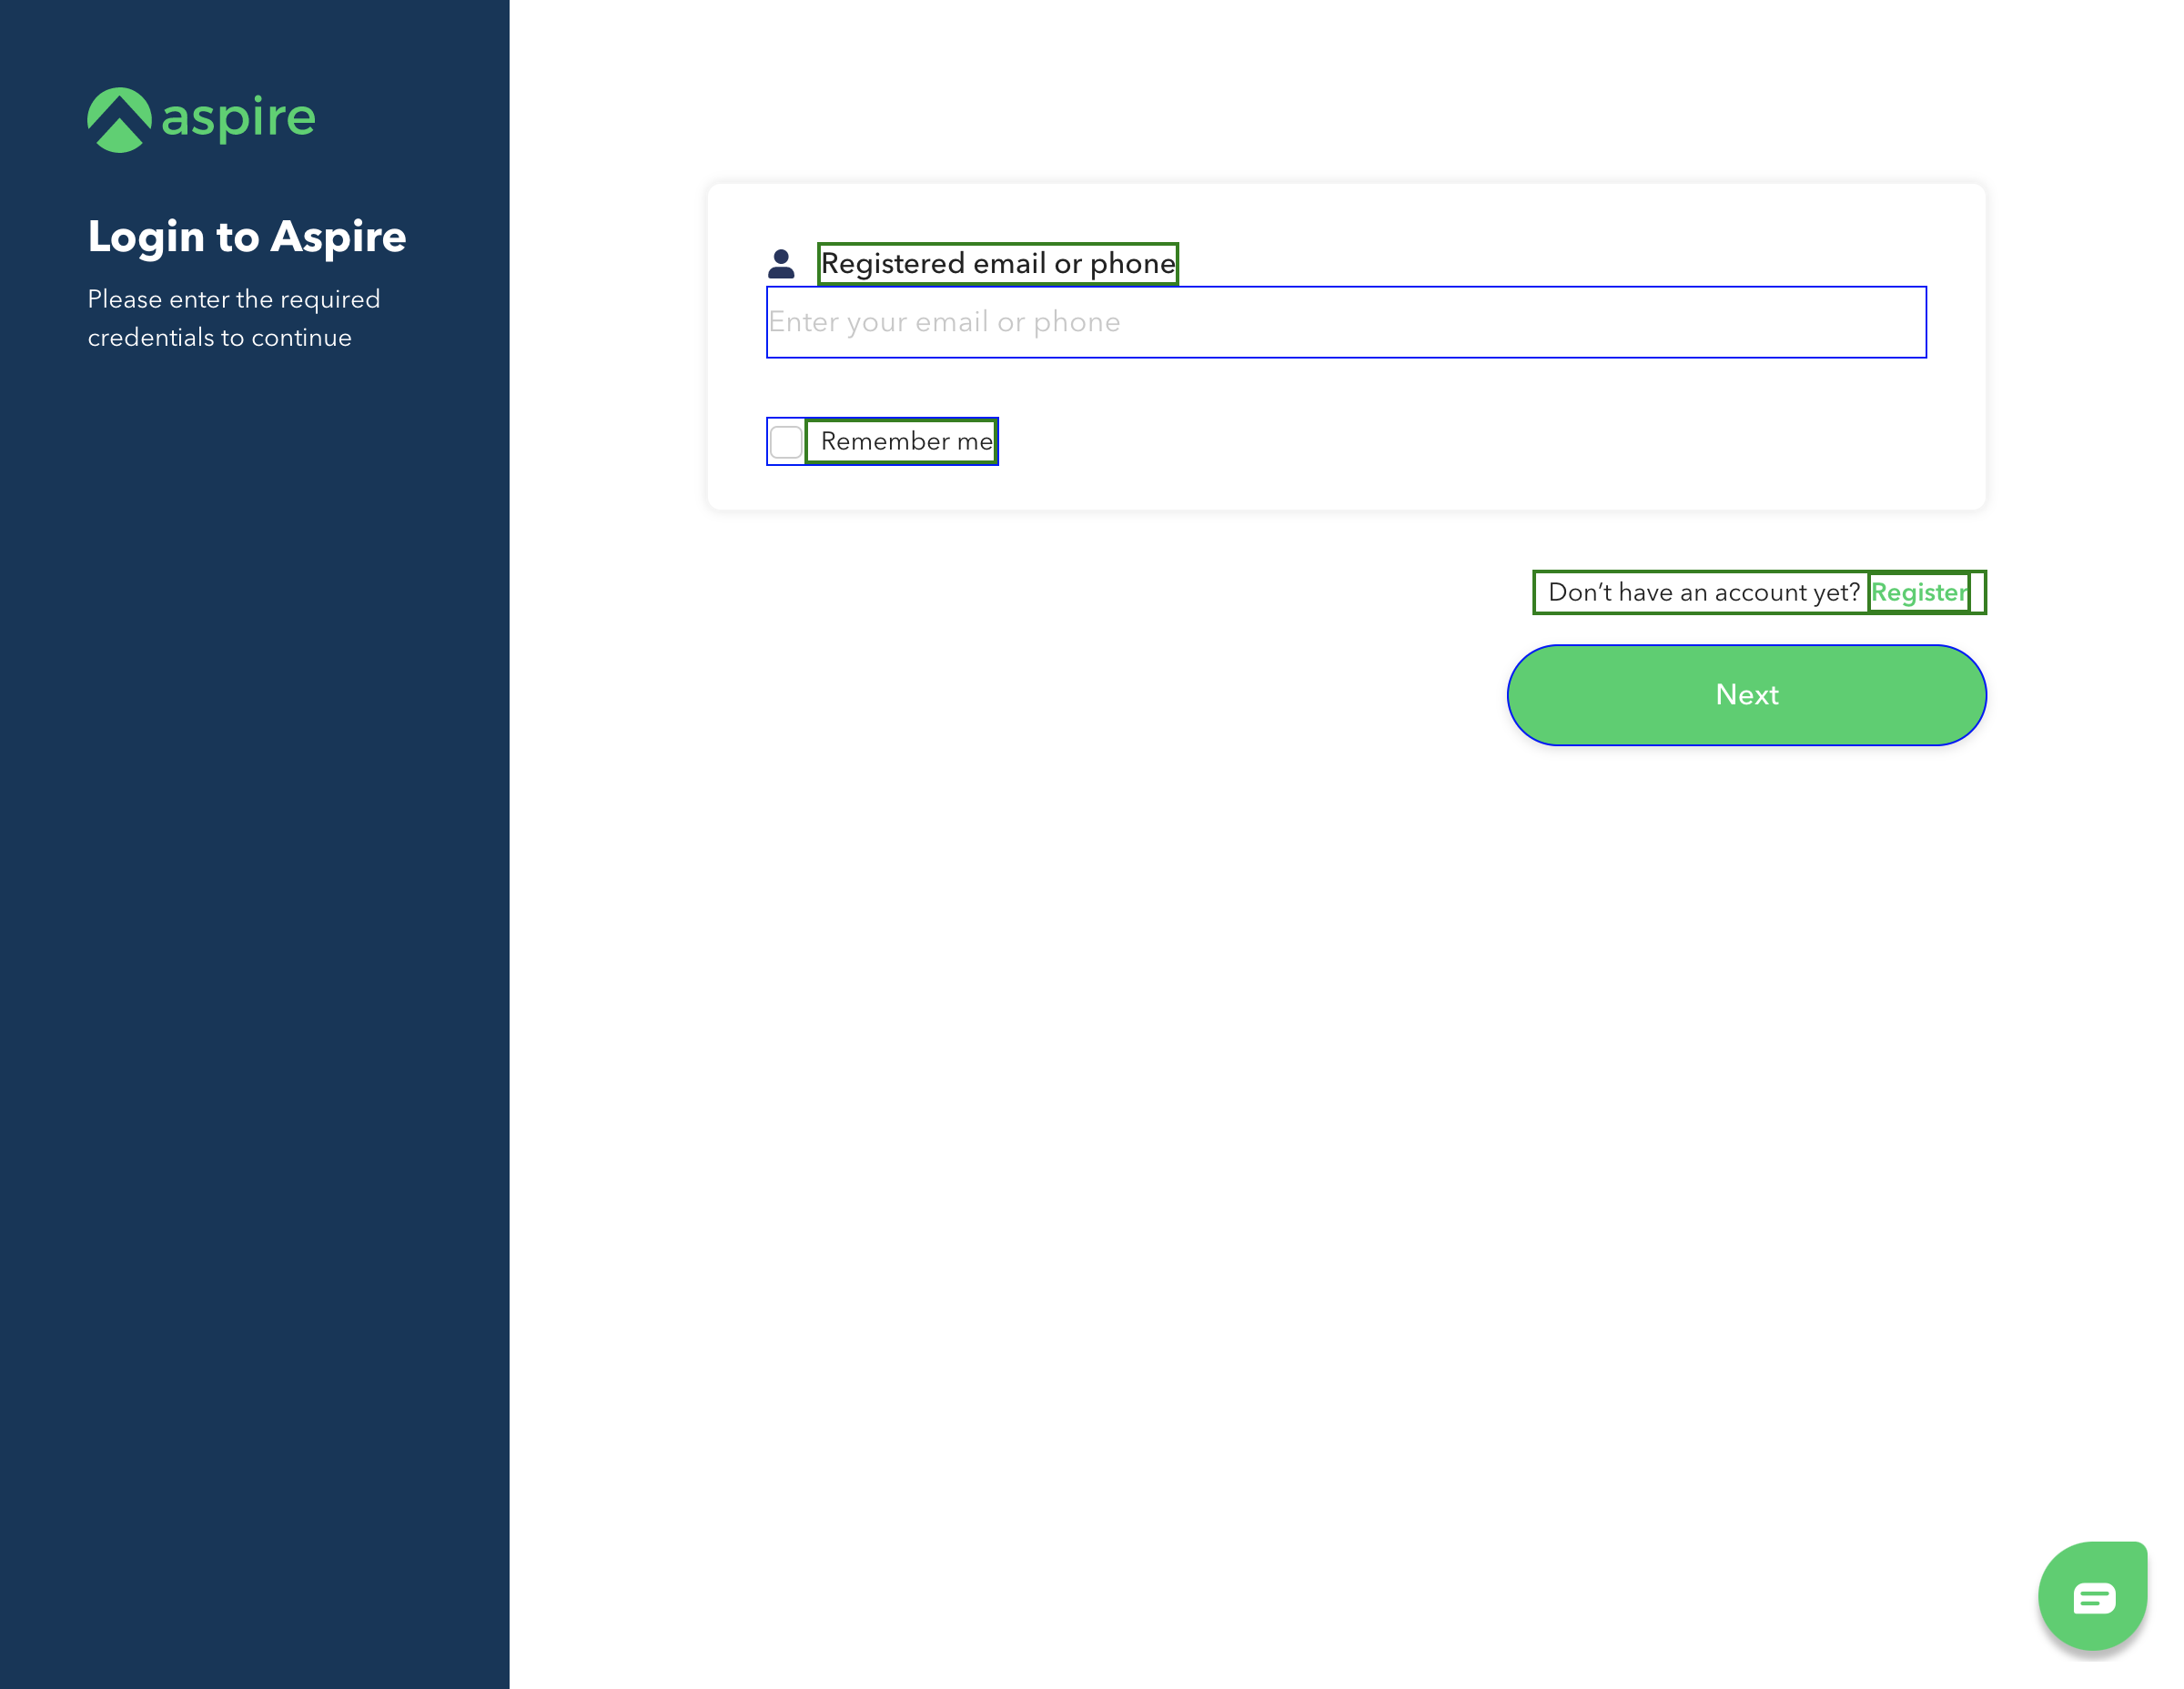 aspire
Login to Aspire
Please enter the required
credentials to continue
Registered email or phone
Enter your email or phone
Remember me
Don’t have an account yet? Register
Next